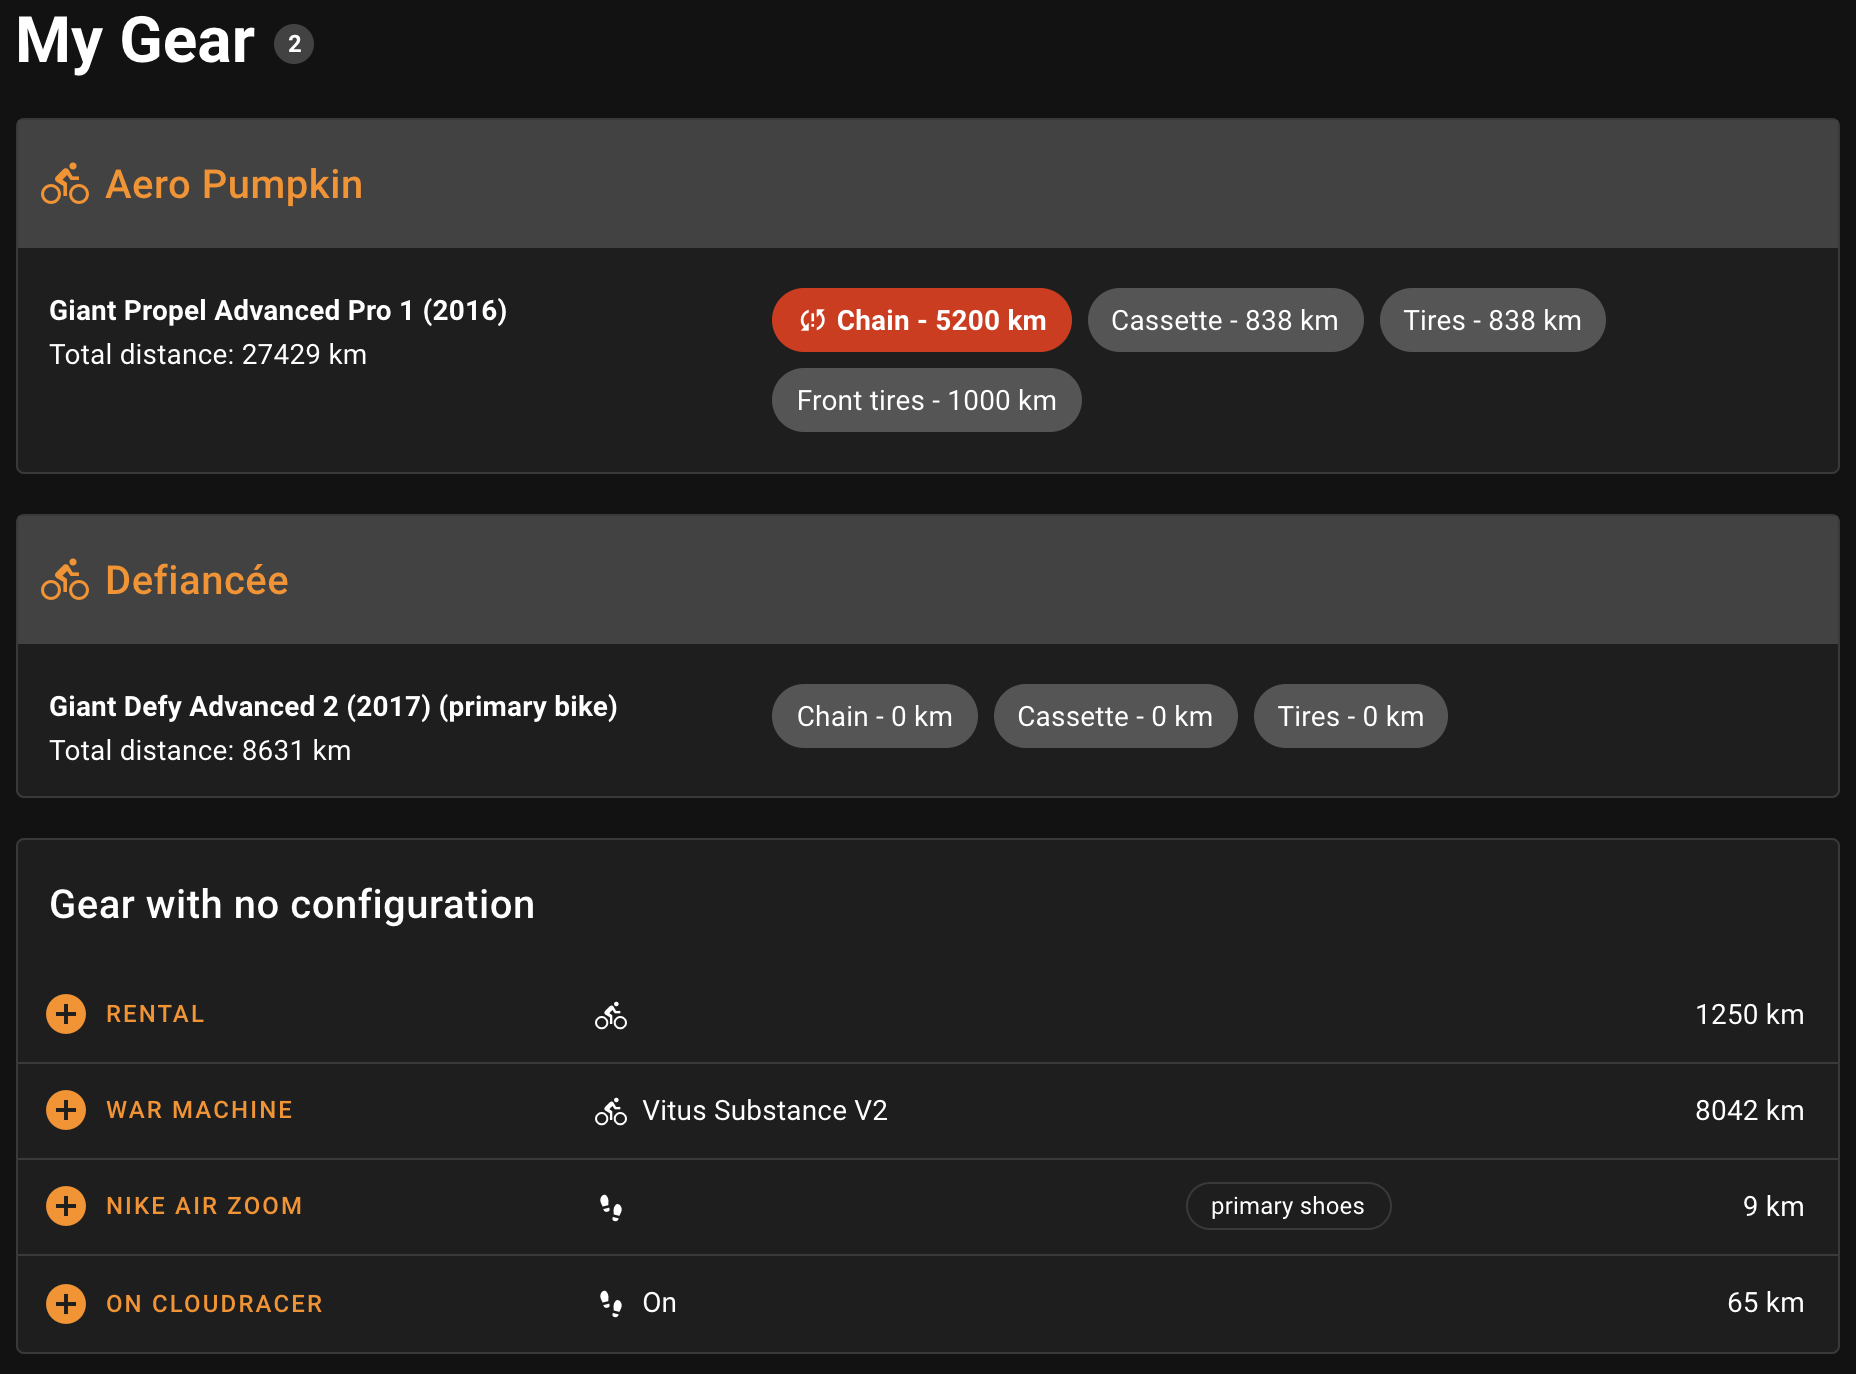 My Gear 2
Aero Pumpkin
Giant Propel Advanced Pro 1 (2016)
Total distance: 27429 km
Chain - 5200 km
Cassette - 838 km
Tires - 838 km
Front tires - 1000 km
Defiancée
Giant Defy Advanced 2 (2017) (primary bike)
Total distance: 8631 km
Chain - 0 km
Cassette - 0 km
Tires - 0 km
Gear with no configuration
RENTAL 1250 km
WAR MACHINE Vitus Substance V2 8042 km
NIKE AIR ZOOM primary shoes 9 km
ON CLOUDRACER On 65 km